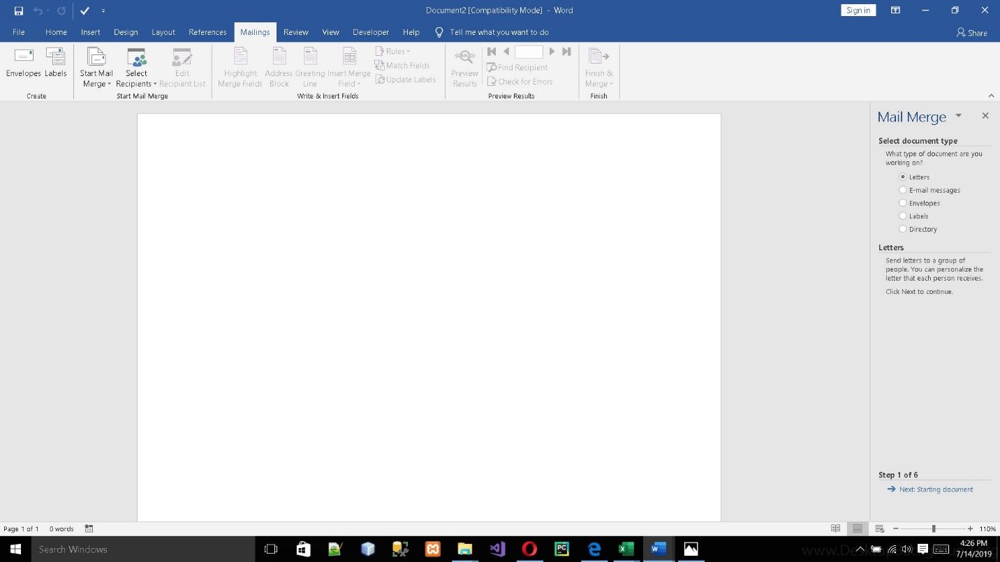 Document2 [Compatibility Mode] - Word
Sign in
File Home Insert Design Layout References Mailings Review View Developer Help Tell me what you want to do
Share
Envelopes Labels
Create
Start Mail Merge
Select Recipients
Edit Recipient List
Start Mail Merge
Highlight Merge Fields
Address Block
Greeting Line
Insert Merge Field
Rules
Match Fields
Update Labels
Write & Insert Fields
ABC
Preview Results
Find Recipient
Check for Errors
Preview Results
Finish & Merge
Finish
Mail Merge
Select document type
What type of document are you
working on?
Letters
E-mail messages
Envelopes
Labels
Directory
Letters
Send letters to a group of
people. You can personalize the
letter that each person receives.
Click Next to continue.
Step 1 of 6
Next: Starting document
Page 1 of 1 0 words
110%
Search Windows
PC
4:26 PM
7/14/2019